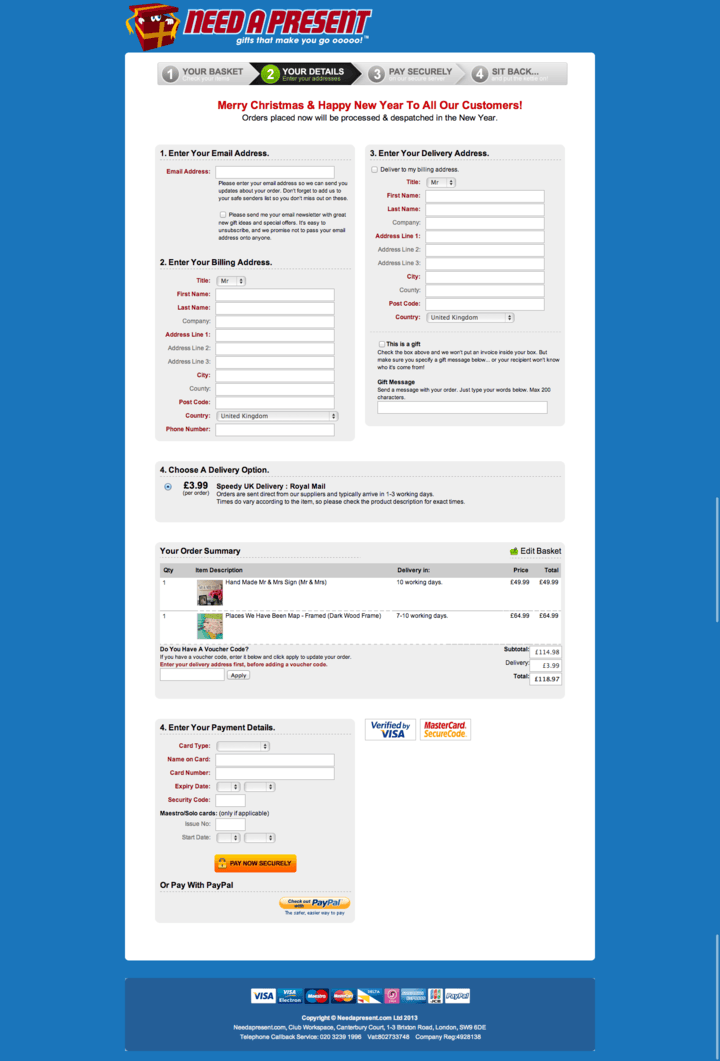 NEED A PRESENT
gifts that make you go ooooo!™
1 YOUR BASKET
Check your items
2 YOUR DETAILS
Enter your addresses
3 PAY SECURELY
on our secure server
4 SIT BACK...
and put the kettle on!
Merry Christmas & Happy New Year To All Our Customers!
Orders placed now will be processed & despatched in the New Year.
1. Enter Your Email Address.
Email Address:
Please enter your email address so we can send you
updates about your order. Don't forget to add us to
your safe senders list so you don't miss out on these.
Please send me your email newsletter with great
new gift ideas and special offers. It's easy to
unsubscribe, and we promise not to pass your email
address onto anyone.
2. Enter Your Billing Address.
Title: Mr
First Name:
Last Name:
Company:
Address Line 1:
Address Line 2:
Address Line 3:
City:
County:
Post Code:
Country: United Kingdom
Phone Number:
3. Enter Your Delivery Address.
Deliver to my billing address.
Title: Mr
First Name:
Last Name:
Company:
Address Line 1:
Address Line 2:
Address Line 3:
City:
County:
Post Code:
Country: United Kingdom
This is a gift
Check the box above and we won't put an invoice inside your box. But
make sure you specify a gift message below... or your recipient won't know
who it's come from!
Gift Message
Send a message with your order. Just type your words below. Max 200
characters.
4. Choose A Delivery Option.
£3.99 Speedy UK Delivery : Royal Mail
(per order) Orders are sent direct from our suppliers and typically arrive in 1-3 working days.
Times do vary according to the item, so please check the product description for exact times.
Your Order Summary Edit Basket
Qty Item Description Delivery in: Price Total
1 Hand Made Mr & Mrs Sign (Mr & Mrs) 10 working days. £49.99 £49.99
1 Places We Have Been Map - Framed (Dark Wood Frame) 7-10 working days. £64.99 £64.99
Do You Have A Voucher Code?
If you have a voucher code, enter it below and click apply to update your order.
Enter your delivery address first, before adding a voucher code.
Apply
Subtotal: £114.98
Delivery: £3.99
Total: £118.97
4. Enter Your Payment Details.
Card Type:
Name on Card:
Card Number:
Expiry Date:
Security Code:
Maestro/Solo cards: (only if applicable)
Issue No:
Start Date:
PAY NOW SECURELY
Or Pay With PayPal
Check out with PayPal
The safer, easier way to pay
Verified by VISA
MasterCard. SecureCode.
VISA VISA Electron Maestro MasterCard DELTA JCB PayPal
Copyright © Needapresent.com Ltd 2013
Needapresent.com, Club Workspace, Canterbury Court, 1-3 Brixton Road, London, SW9 6DE
Telephone Callback Service: 020 3239 1996 Vat:802733748 Company Reg:4928138